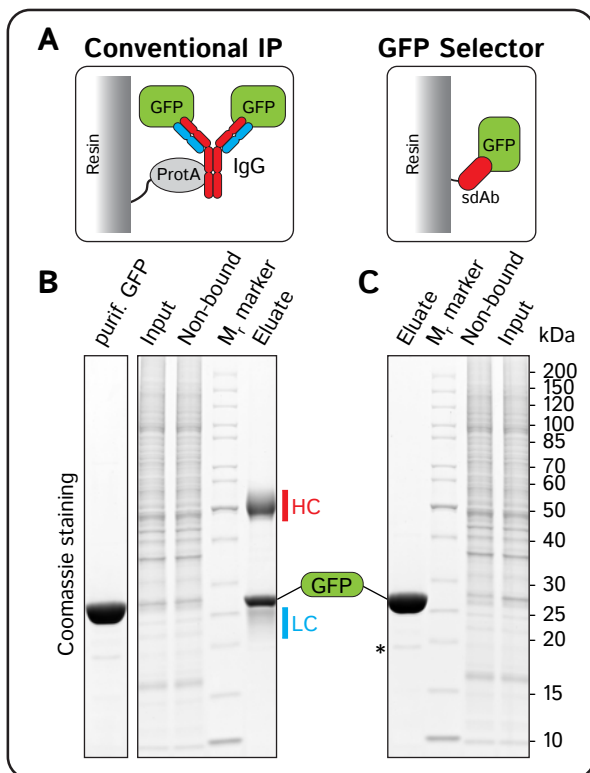 A
Conventional IP
GFP Selector
Resin
GFP
GFP
ProtA
IgG
Resin
GFP
sdAb
B
purif. GFP
Input
Non-bound
Mr marker
Eluate
C
Eluate
Mr marker
Non-bound
Input
kDa
Coomassie staining
HC
GFP
LC
*
200
150
120
100
85
70
60
50
40
30
25
20
15
10